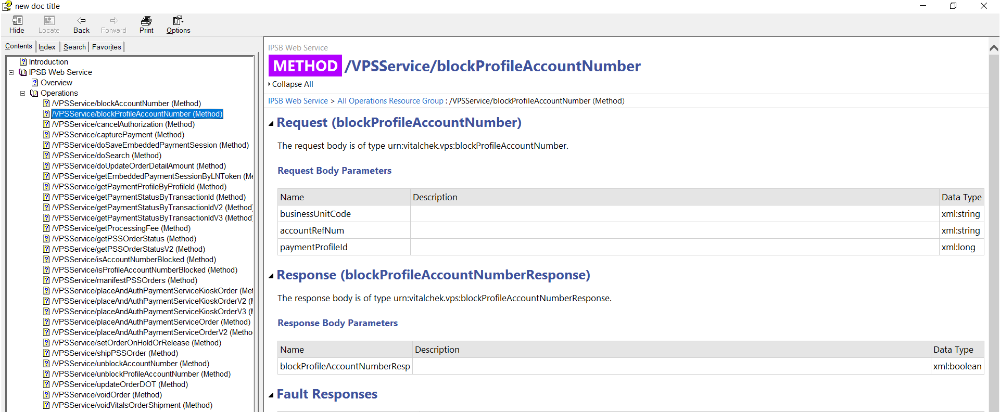 new doc title
Hide Locate Back Forward Print Options
Contents Index Search Favorites
Introduction
IPSB Web Service
Overview
Operations
/VPSService/blockAccountNumber (Method)
/VPSService/blockProfileAccountNumber (Method)
/VPSService/cancelAuthorization (Method)
/VPSService/capturePayment (Method)
/VPSService/doSaveEmbeddedPaymentSession (Method)
/VPSService/doSearch (Method)
/VPSService/doUpdateOrderDetailAmount (Method)
/VPSService/getEmbeddedPaymentSessionByLNToken (Me
/VPSService/getPaymentProfileByProfileId (Method)
/VPSService/getPaymentStatusByTransactionId (Method)
/VPSService/getPaymentStatusByTransactionIdV2 (Method
/VPSService/getPaymentStatusByTransactionIdV3 (Method
/VPSService/getProcessingFee (Method)
/VPSService/getPSSOrderStatus (Method)
/VPSService/getPSSOrderStatusV2 (Method)
/VPSService/isAccountNumberBlocked (Method)
/VPSService/isProfileAccountNumberBlocked (Method)
/VPSService/manifestPSSOrders (Method)
/VPSService/placeAndAuthPaymentServiceKioskOrder (Met
/VPSService/placeAndAuthPaymentServiceKioskOrderV2 (M
/VPSService/placeAndAuthPaymentServiceKioskOrderV3 (M
/VPSService/placeAndAuthPaymentServiceOrder (Method)
/VPSService/placeAndAuthPaymentServiceOrderV2 (Metho
/VPSService/setOrderOnHoldOrRelease (Method)
/VPSService/shipPSSOrder (Method)
/VPSService/unblockAccountNumber (Method)
/VPSService/unblockProfileAccountNumber (Method)
/VPSService/updateOrderDOT (Method)
/VPSService/voidOrder (Method)
/VPSService/voidVitalsOrderShipment (Method)
IPSB Web Service
METHOD /VPSService/blockProfileAccountNumber
Collapse All
IPSB Web Service > All Operations Resource Group : /VPSService/blockProfileAccountNumber (Method)
Request (blockProfileAccountNumber)
The request body is of type urn:vitalchek.vps:blockProfileAccountNumber.
Request Body Parameters
Name Description Data Type
businessUnitCode xml:string
accountRefNum xml:string
paymentProfileId xml:long
Response (blockProfileAccountNumberResponse)
The response body is of type urn:vitalchek.vps:blockProfileAccountNumberResponse.
Response Body Parameters
Name Description Data Type
blockProfileAccountNumberResp xml:boolean
Fault Responses